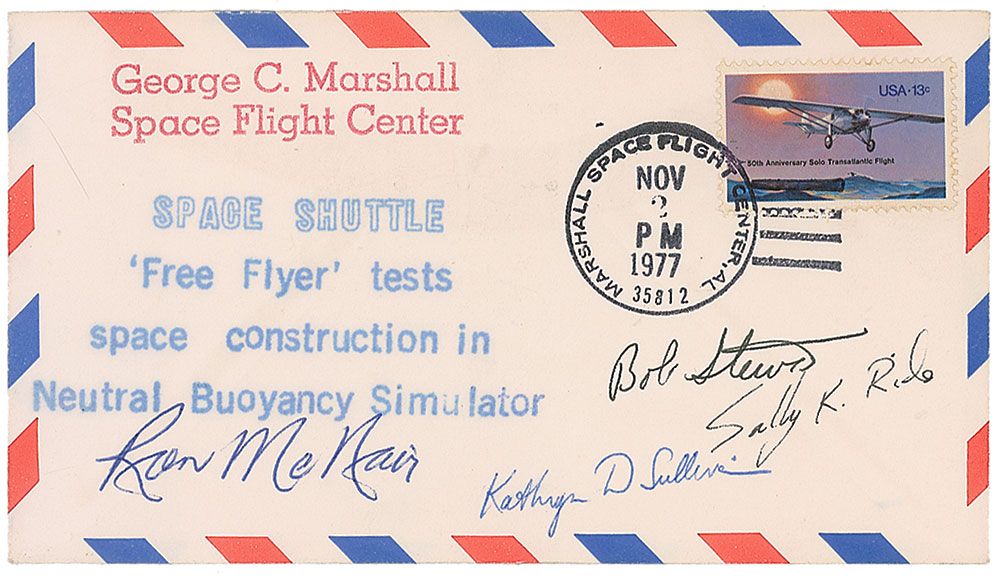 George C. Marshall
Space Flight Center
USA · 13c
50th Anniversary Solo Transatlantic Flight
MARSHALL SPACE FLIGHT CENTER, AL
NOV
2
PM
1977
35812
SPACE SHUTTLE
'Free Flyer' tests
space construction in
Neutral Buoyancy Simulator
Bob Stewart
Sally K. Ride
Ron McNair
Kathryn D Sullivan